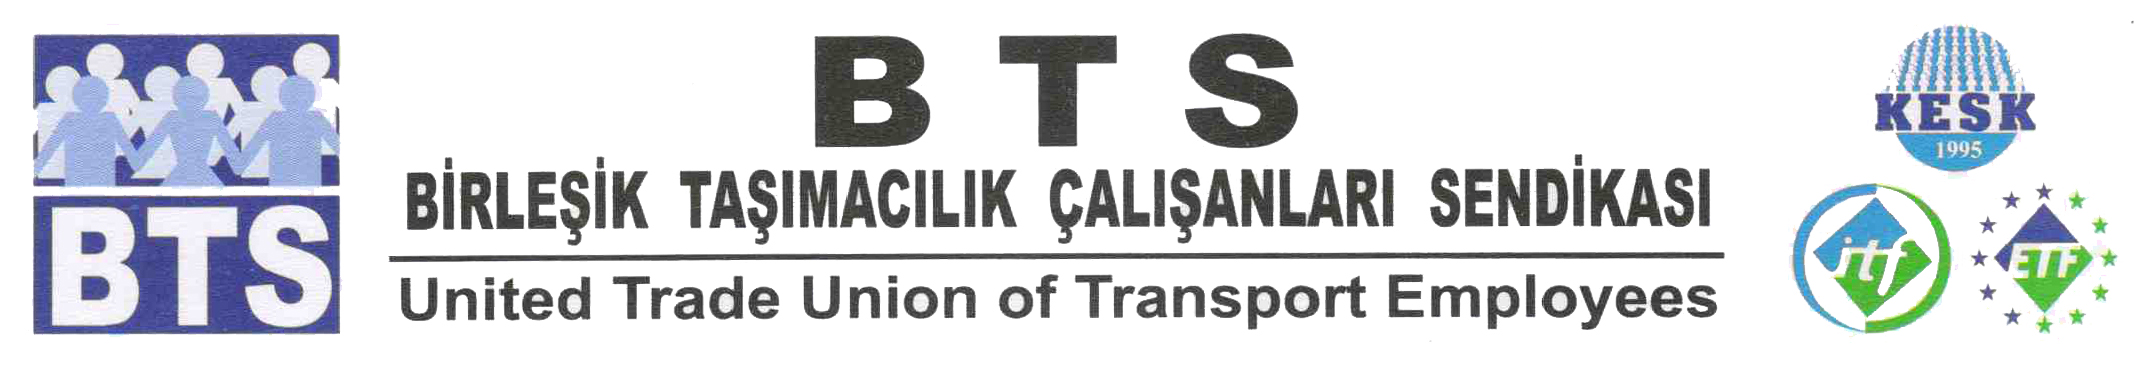 BTS
B T S
BİRLEŞİK TAŞIMACILIK ÇALIŞANLARI SENDİKASI
United Trade Union of Transport Employees
KESK
1995
itf
ETF